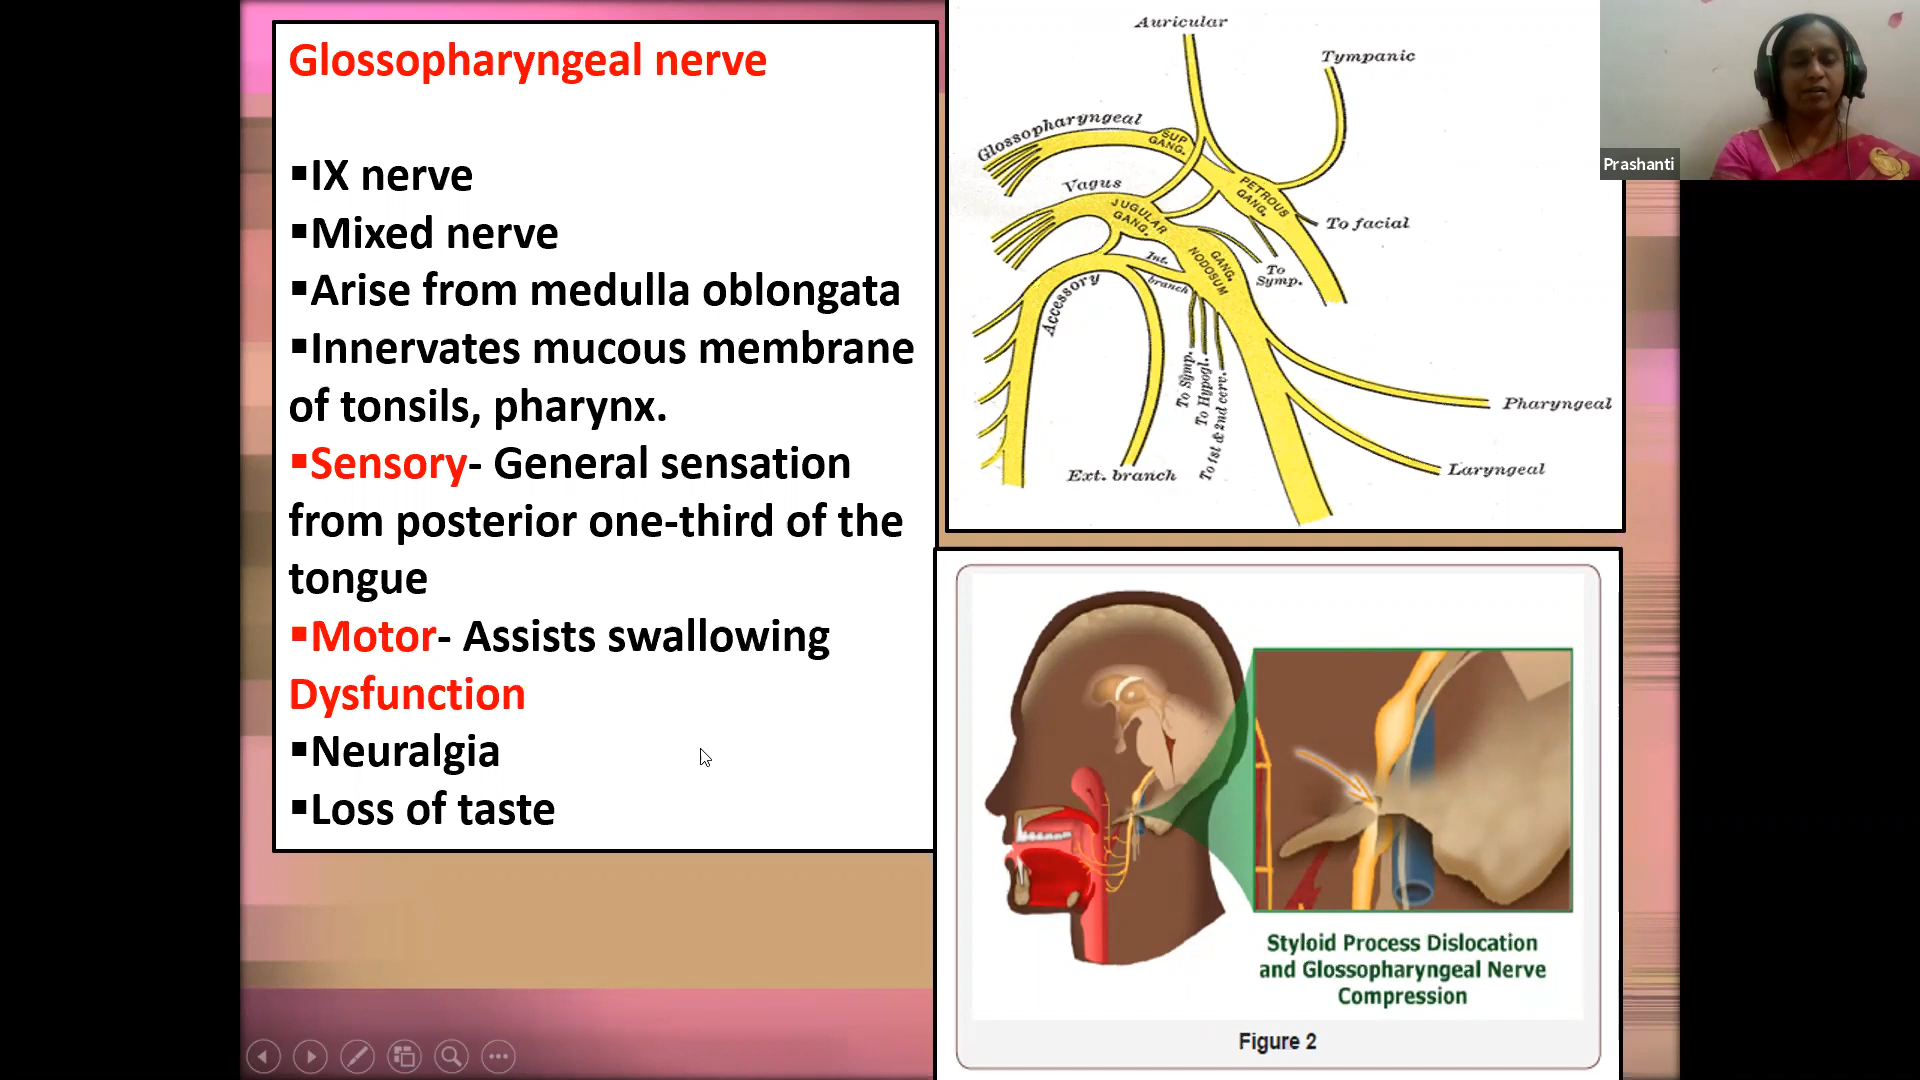 Glossopharyngeal nerve
▪IX nerve
▪Mixed nerve
▪Arise from medulla oblongata
▪Innervates mucous membrane
of tonsils, pharynx.
▪Sensory- General sensation
from posterior one-third of the
tongue
▪Motor- Assists swallowing
Dysfunction
▪Neuralgia
▪Loss of taste
Auricular
Tympanic
Glossopharyngeal
SUP
GANG.
Vagus
JUGULAR
GANG.
PETROUS
GANG.
To facial
GANG.
NODOSUM
To
Symp.
Int.
branch
Accessory
To Symp.
To Hypogl.
To 1st & 2nd cerv.
Ext. branch
Pharyngeal
Laryngeal
Styloid Process Dislocation
and Glossopharyngeal Nerve
Compression
Figure 2
Prashanti